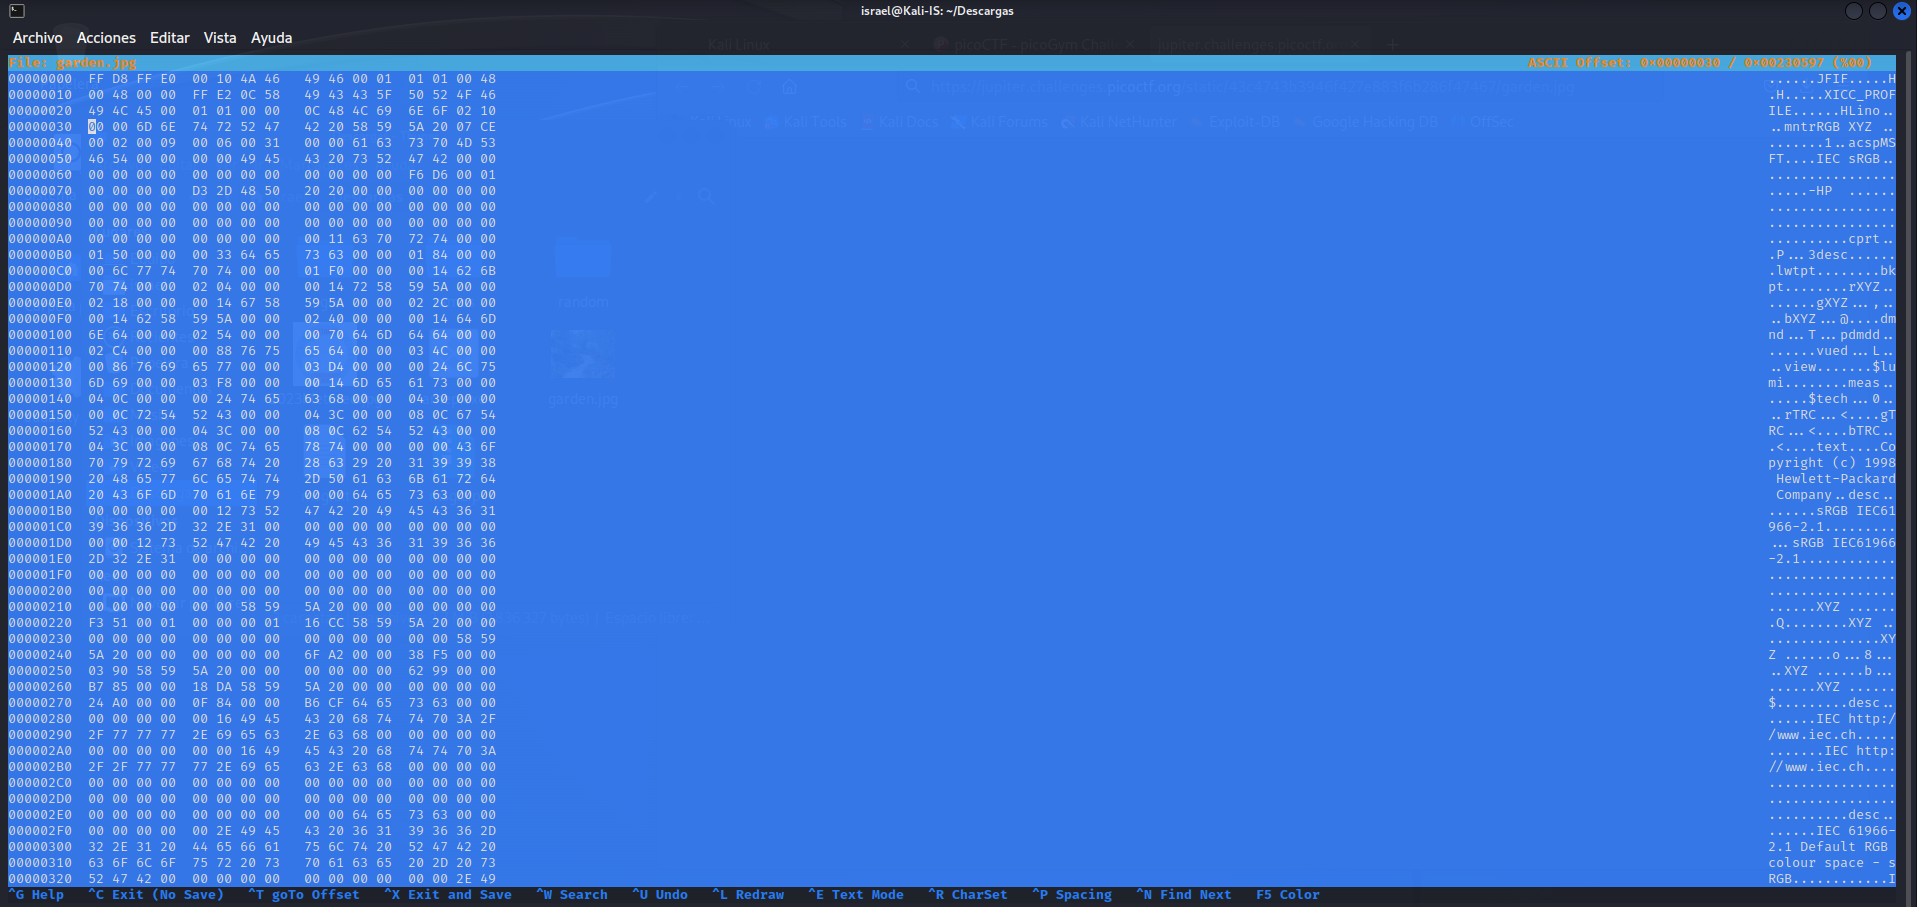 israel@Kali-IS: ~/Descargas
Archivo Acciones Editar Vista Ayuda
File: garden.jpg ASCII Offset: 0x00000030 / 0x00230597 (%00)
00000000 FF D8 FF E0 00 10 4A 46 49 46 00 01 01 01 00 48 ......JFIF.....H
00000010 00 48 00 00 FF E2 0C 58 49 43 43 5F 50 52 4F 46 .H.....XICC_PROF
00000020 49 4C 45 00 01 01 00 00 0C 48 4C 69 6E 6F 02 10 ILE......HLino..
00000030 00 00 6D 6E 74 72 52 47 42 20 58 59 5A 20 07 CE ..mntrRGB XYZ ..
00000040 00 02 00 09 00 06 00 31 00 00 61 63 73 70 4D 53 .......1..acspMS
00000050 46 54 00 00 00 00 49 45 43 20 73 52 47 42 00 00 FT....IEC sRGB..
00000060 00 00 00 00 00 00 00 00 00 00 00 00 F6 D6 00 01 ................
00000070 00 00 00 00 D3 2D 48 50 20 20 00 00 00 00 00 00 .....-HP  ......
00000080 00 00 00 00 00 00 00 00 00 00 00 00 00 00 00 00 ................
00000090 00 00 00 00 00 00 00 00 00 00 00 00 00 00 00 00 ................
000000A0 00 00 00 00 00 00 00 00 00 11 63 70 72 74 00 00 ..........cprt..
000000B0 01 50 00 00 00 33 64 65 73 63 00 00 01 84 00 00 .P...3desc......
000000C0 00 6C 77 74 70 74 00 00 01 F0 00 00 00 14 62 6B .lwtpt........bk
000000D0 70 74 00 00 02 04 00 00 00 14 72 58 59 5A 00 00 pt........rXYZ..
000000E0 02 18 00 00 00 14 67 58 59 5A 00 00 02 2C 00 00 ......gXYZ...,..
000000F0 00 14 62 58 59 5A 00 00 02 40 00 00 00 14 64 6D ..bXYZ...@....dm
00000100 6E 64 00 00 02 54 00 00 00 70 64 6D 64 64 00 00 nd...T...pdmdd..
00000110 02 C4 00 00 00 88 76 75 65 64 00 00 03 4C 00 00 ......vued...L..
00000120 00 86 76 69 65 77 00 00 03 D4 00 00 00 24 6C 75 ..view.......$lu
00000130 6D 69 00 00 03 F8 00 00 00 14 6D 65 61 73 00 00 mi........meas..
00000140 04 0C 00 00 00 24 74 65 63 68 00 00 04 30 00 00 .....$tech...0..
00000150 00 0C 72 54 52 43 00 00 04 3C 00 00 08 0C 67 54 ..rTRC...<....gT
00000160 52 43 00 00 04 3C 00 00 08 0C 62 54 52 43 00 00 RC...<....bTRC..
00000170 04 3C 00 00 08 0C 74 65 78 74 00 00 00 00 43 6F .<....text....Co
00000180 70 79 72 69 67 68 74 20 28 63 29 20 31 39 39 38 pyright (c) 1998
00000190 20 48 65 77 6C 65 74 74 2D 50 61 63 6B 61 72 64 Hewlett-Packard
000001A0 20 43 6F 6D 70 61 6E 79 00 00 64 65 73 63 00 00 Company..desc..
000001B0 00 00 00 00 00 12 73 52 47 42 20 49 45 43 36 31 ......sRGB IEC61
000001C0 39 36 36 2D 32 2E 31 00 00 00 00 00 00 00 00 00 966-2.1.........
000001D0 00 00 12 73 52 47 42 20 49 45 43 36 31 39 36 36 ...sRGB IEC61966
000001E0 2D 32 2E 31 00 00 00 00 00 00 00 00 00 00 00 00 -2.1............
000001F0 00 00 00 00 00 00 00 00 00 00 00 00 00 00 00 00 ................
00000200 00 00 00 00 00 00 00 00 00 00 00 00 00 00 00 00 ................
00000210 00 00 00 00 00 00 58 59 5A 20 00 00 00 00 00 00 ......XYZ ......
00000220 F3 51 00 01 00 00 00 01 16 CC 58 59 5A 20 00 00 .Q........XYZ ..
00000230 00 00 00 00 00 00 00 00 00 00 00 00 00 00 58 59 ..............XY
00000240 5A 20 00 00 00 00 00 00 6F A2 00 00 38 F5 00 00 Z ......o...8...
00000250 03 90 58 59 5A 20 00 00 00 00 00 00 62 99 00 00 ..XYZ ......b...
00000260 B7 85 00 00 18 DA 58 59 5A 20 00 00 00 00 00 00 ......XYZ ......
00000270 24 A0 00 00 0F 84 00 00 B6 CF 64 65 73 63 00 00 $.........desc..
00000280 00 00 00 00 00 16 49 45 43 20 68 74 74 70 3A 2F ......IEC http:/
00000290 2F 77 77 77 2E 69 65 63 2E 63 68 00 00 00 00 00 /www.iec.ch.....
000002A0 00 00 00 00 00 00 16 49 45 43 20 68 74 74 70 3A .......IEC http:
000002B0 2F 2F 77 77 77 2E 69 65 63 2E 63 68 00 00 00 00 //www.iec.ch....
000002C0 00 00 00 00 00 00 00 00 00 00 00 00 00 00 00 00 ................
000002D0 00 00 00 00 00 00 00 00 00 00 00 00 00 00 00 00 ................
000002E0 00 00 00 00 00 00 00 00 00 00 64 65 73 63 00 00 ..........desc..
000002F0 00 00 00 00 00 2E 49 45 43 20 36 31 39 36 36 2D ......IEC 61966-
00000300 32 2E 31 20 44 65 66 61 75 6C 74 20 52 47 42 20 2.1 Default RGB
00000310 63 6F 6C 6F 75 72 20 73 70 61 63 65 20 2D 20 73 colour space - s
00000320 52 47 42 00 00 00 00 00 00 00 00 00 00 00 2E 49 RGB............I
^G Help ^C Exit (No Save) ^T goTo Offset ^X Exit and Save ^W Search ^U Undo ^L Redraw ^E Text Mode ^R CharSet ^P Spacing ^N Find Next F5 Color